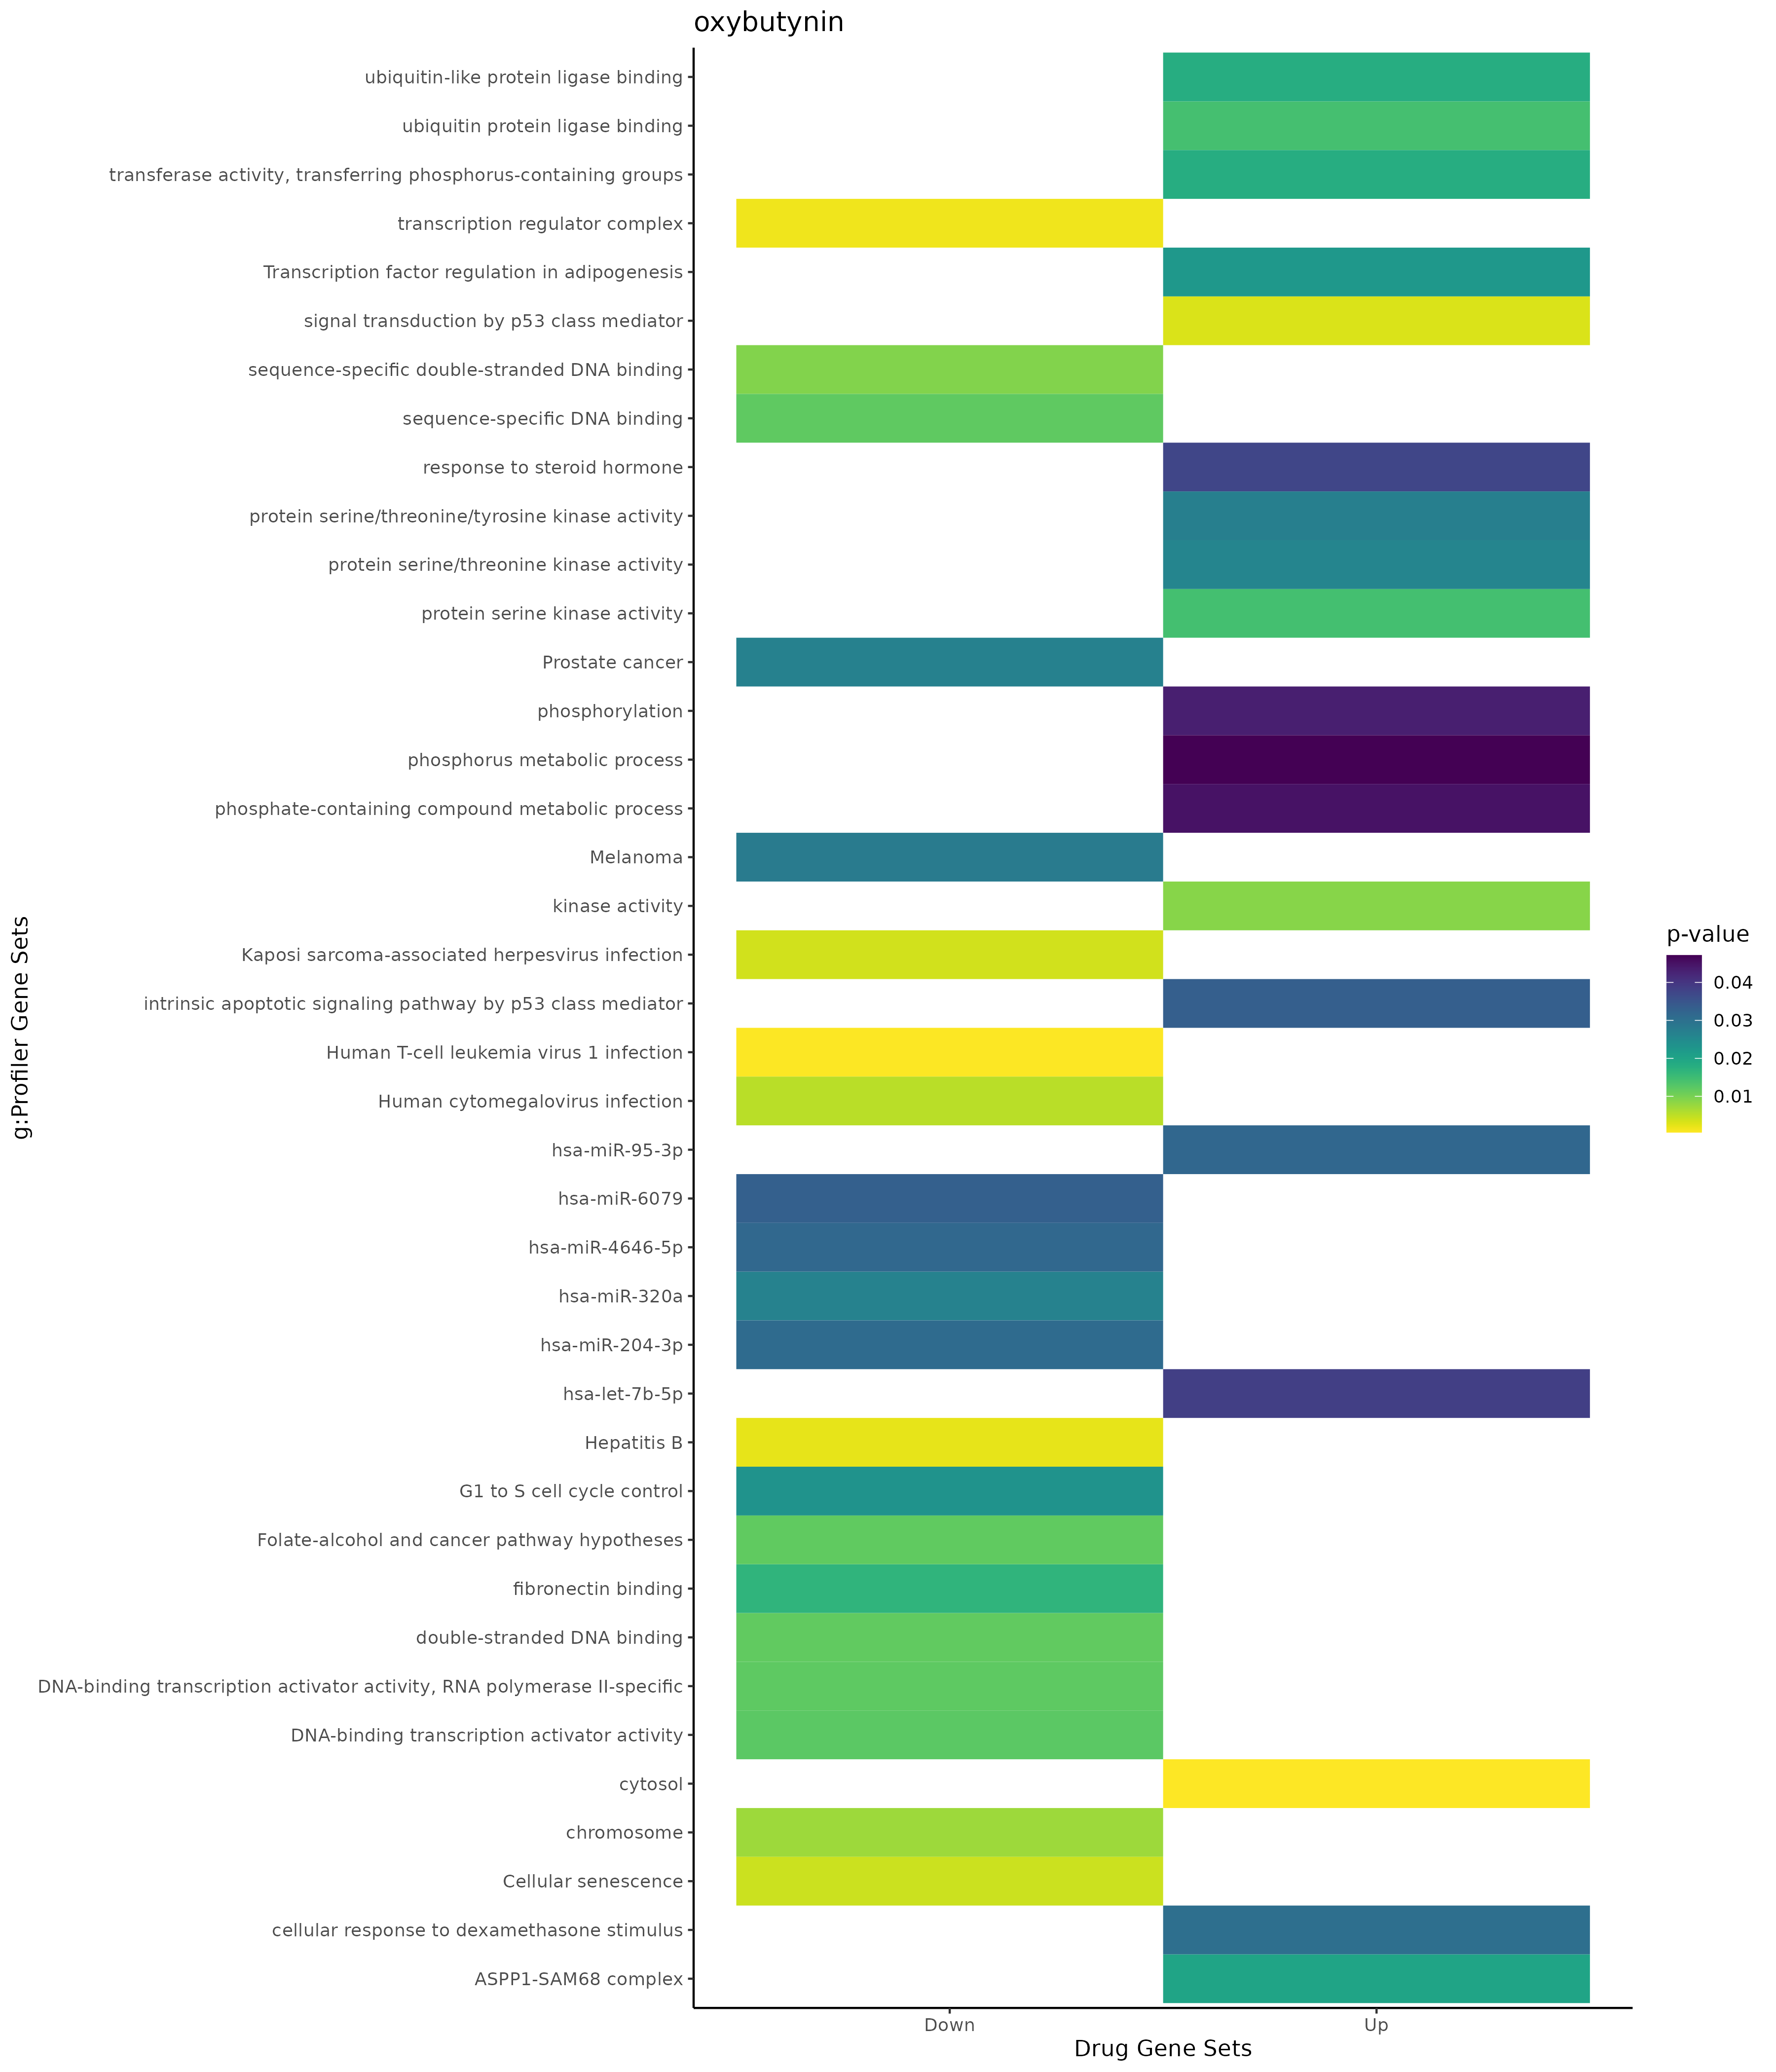 oxybutynin
ubiquitin-like protein ligase binding
ubiquitin protein ligase binding
transferase activity, transferring phosphorus-containing groups
transcription regulator complex
Transcription factor regulation in adipogenesis
signal transduction by p53 class mediator
sequence-specific double-stranded DNA binding
sequence-specific DNA binding
response to steroid hormone
protein serine/threonine/tyrosine kinase activity
protein serine/threonine kinase activity
protein serine kinase activity
Prostate cancer
phosphorylation
phosphorus metabolic process
phosphate-containing compound metabolic process
Melanoma
kinase activity
Kaposi sarcoma-associated herpesvirus infection
intrinsic apoptotic signaling pathway by p53 class mediator
Human T-cell leukemia virus 1 infection
Human cytomegalovirus infection
hsa-miR-95-3p
hsa-miR-6079
hsa-miR-4646-5p
hsa-miR-320a
hsa-miR-204-3p
hsa-let-7b-5p
Hepatitis B
G1 to S cell cycle control
Folate-alcohol and cancer pathway hypotheses
fibronectin binding
double-stranded DNA binding
DNA-binding transcription activator activity, RNA polymerase II-specific
DNA-binding transcription activator activity
cytosol
chromosome
Cellular senescence
cellular response to dexamethasone stimulus
ASPP1-SAM68 complex
g:Profiler Gene Sets
Down
Up
Drug Gene Sets
p-value
0.04
0.03
0.02
0.01